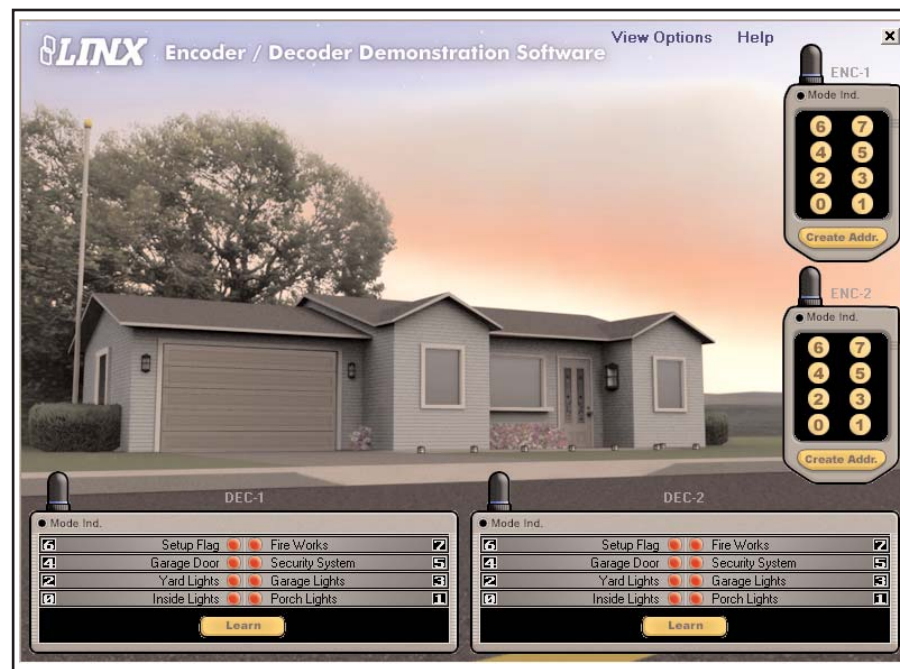 LINX Encoder / Decoder Demonstration Software
View Options Help
ENC-1
Mode Ind.
6 7
4 5
2 3
0 1
Create Addr.
ENC-2
Mode Ind.
6 7
4 5
2 3
0 1
Create Addr.
DEC-1
Mode Ind.
6 Setup Flag Fire Works 7
4 Garage Door Security System 5
2 Yard Lights Garage Lights 3
0 Inside Lights Porch Lights 1
Learn
DEC-2
Mode Ind.
6 Setup Flag Fire Works 7
4 Garage Door Security System 5
2 Yard Lights Garage Lights 3
0 Inside Lights Porch Lights 1
Learn